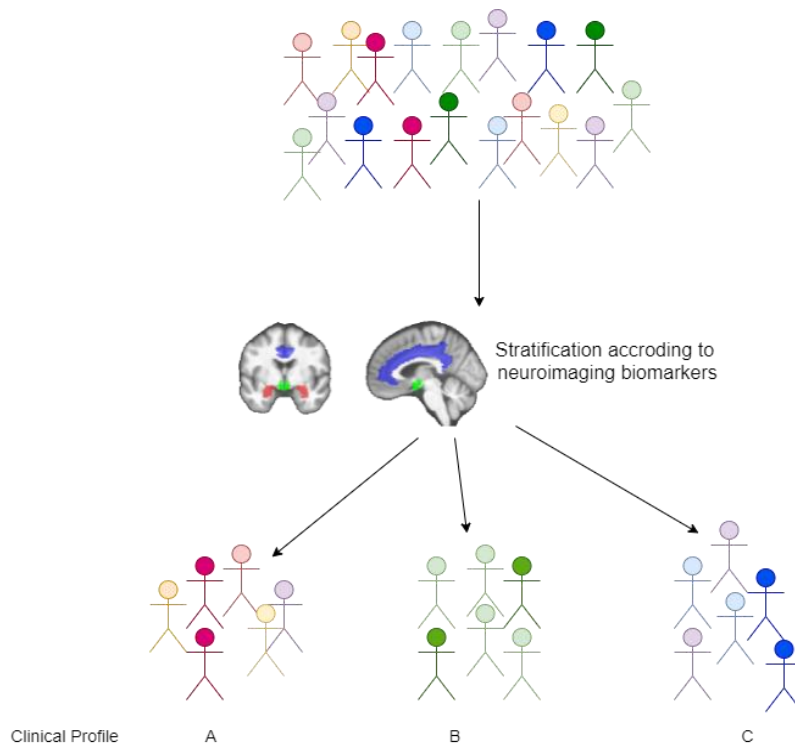 Stratification accroding to
neuroimaging biomarkers
Clinical Profile A B C